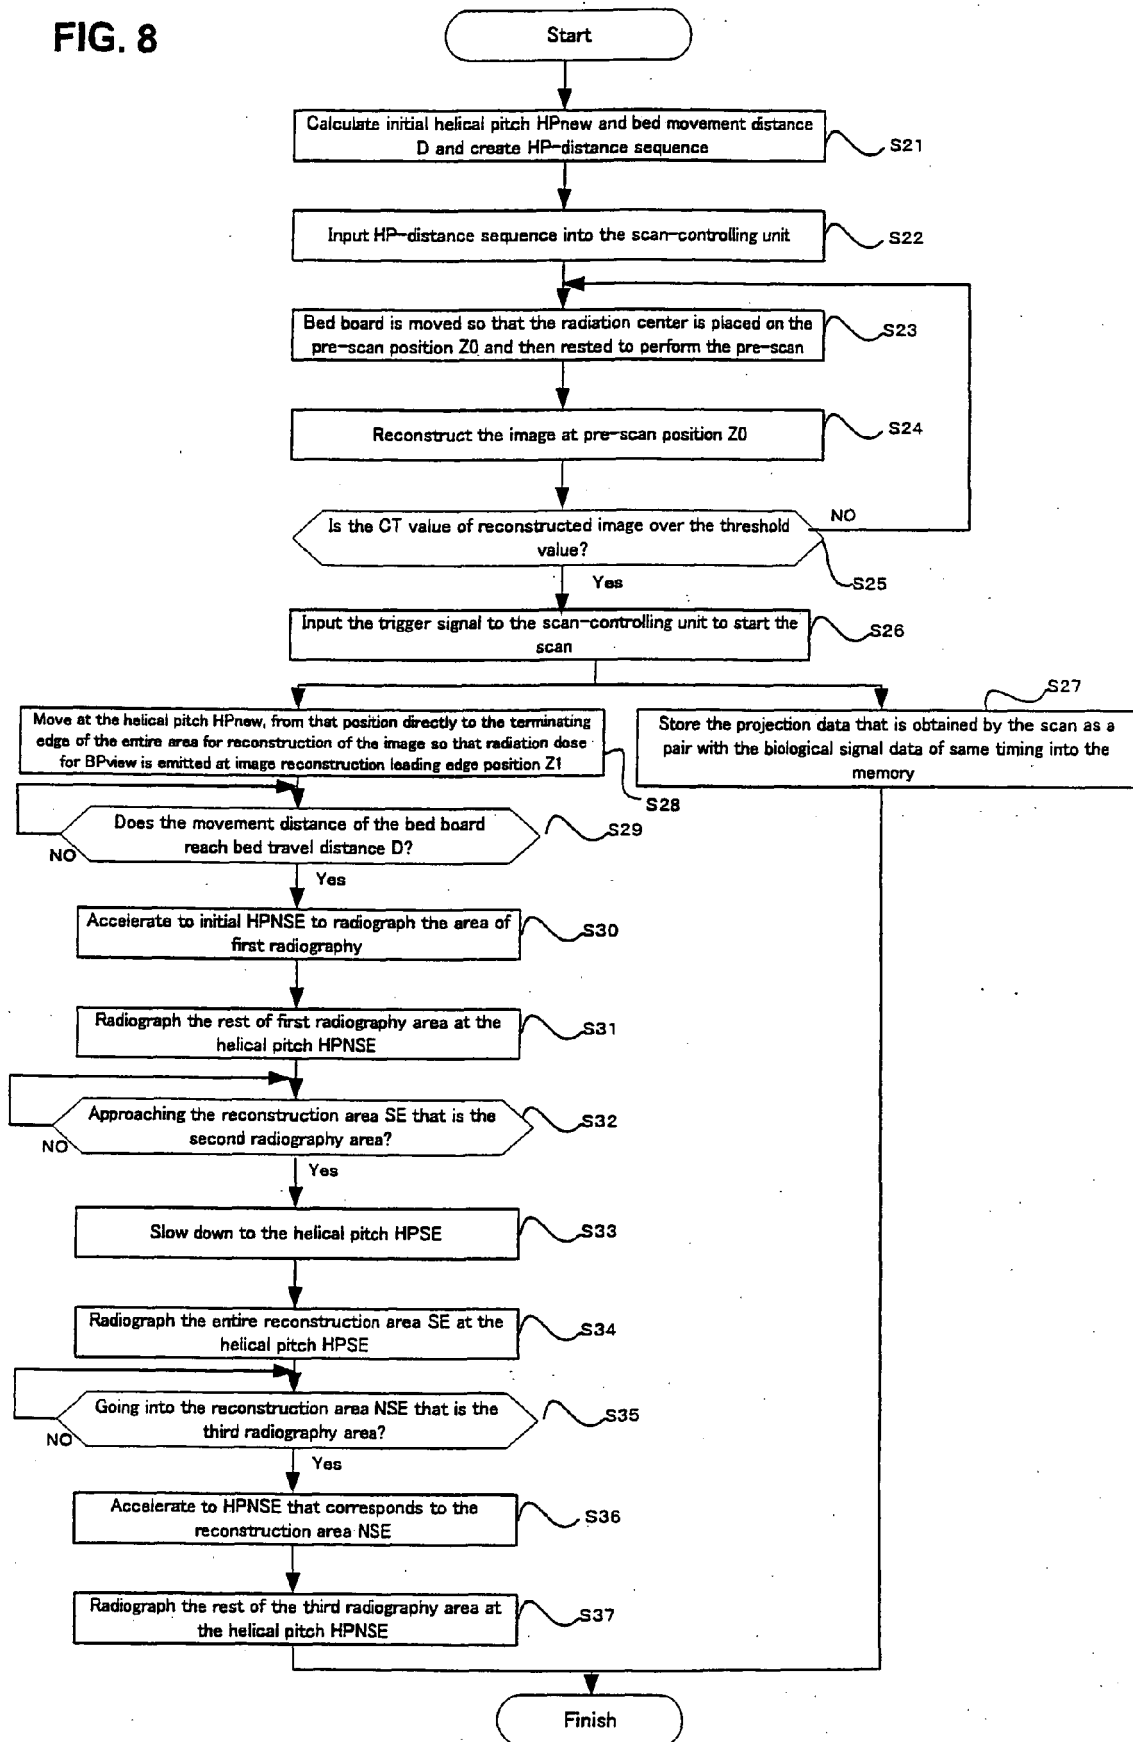 FIG. 8
Start
Calculate initial helical pitch HPnew and bed movement distance
D and create HP-distance sequence
S21
Input HP-distance sequence into the scan-controlling unit
S22
Bed board is moved so that the radiation center is placed on the
pre-scan position Z0 and then rested to perform the pre-scan
S23
Reconstruct the image at pre-scan position Z0
S24
Is the CT value of reconstructed image over the threshold
value?
NO
S25
Yes
Input the trigger signal to the scan-controlling unit to start the
scan
S26
S27
Store the projection data that is obtained by the scan as a
pair with the biological signal data of same timing into the
memory
Move at the helical pitch HPnew, from that position directly to the terminating
edge of the entire area for reconstruction of the image so that radiation dose
for BPview is emitted at image reconstruction leading edge position Z1
S28
Does the movement distance of the bed board
reach bed travel distance D?
S29
NO
Yes
Accelerate to initial HPNSE to radiograph the area of
first radiography
S30
Radiograph the rest of first radiography area at the
helical pitch HPNSE
S31
Approaching the reconstruction area SE that is the
second radiography area?
S32
NO
Yes
Slow down to the helical pitch HPSE
S33
Radiograph the entire reconstruction area SE at the
helical pitch HPSE
S34
Going into the reconstruction area NSE that is the
third radiography area?
S35
NO
Yes
Accelerate to HPNSE that corresponds to the
reconstruction area NSE
S36
Radiograph the rest of the third radiography area at
the helical pitch HPNSE
S37
Finish